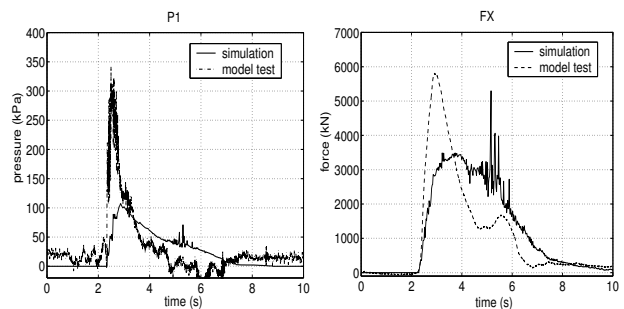 P1
400
350
300
250
200
150
100
50
0
pressure (kPa)
simulation
model test
0 2 4 6 8 10
time (s)
FX
7000
6000
5000
4000
3000
2000
1000
0
force (kN)
simulation
model test
0 2 4 6 8 10
time (s)